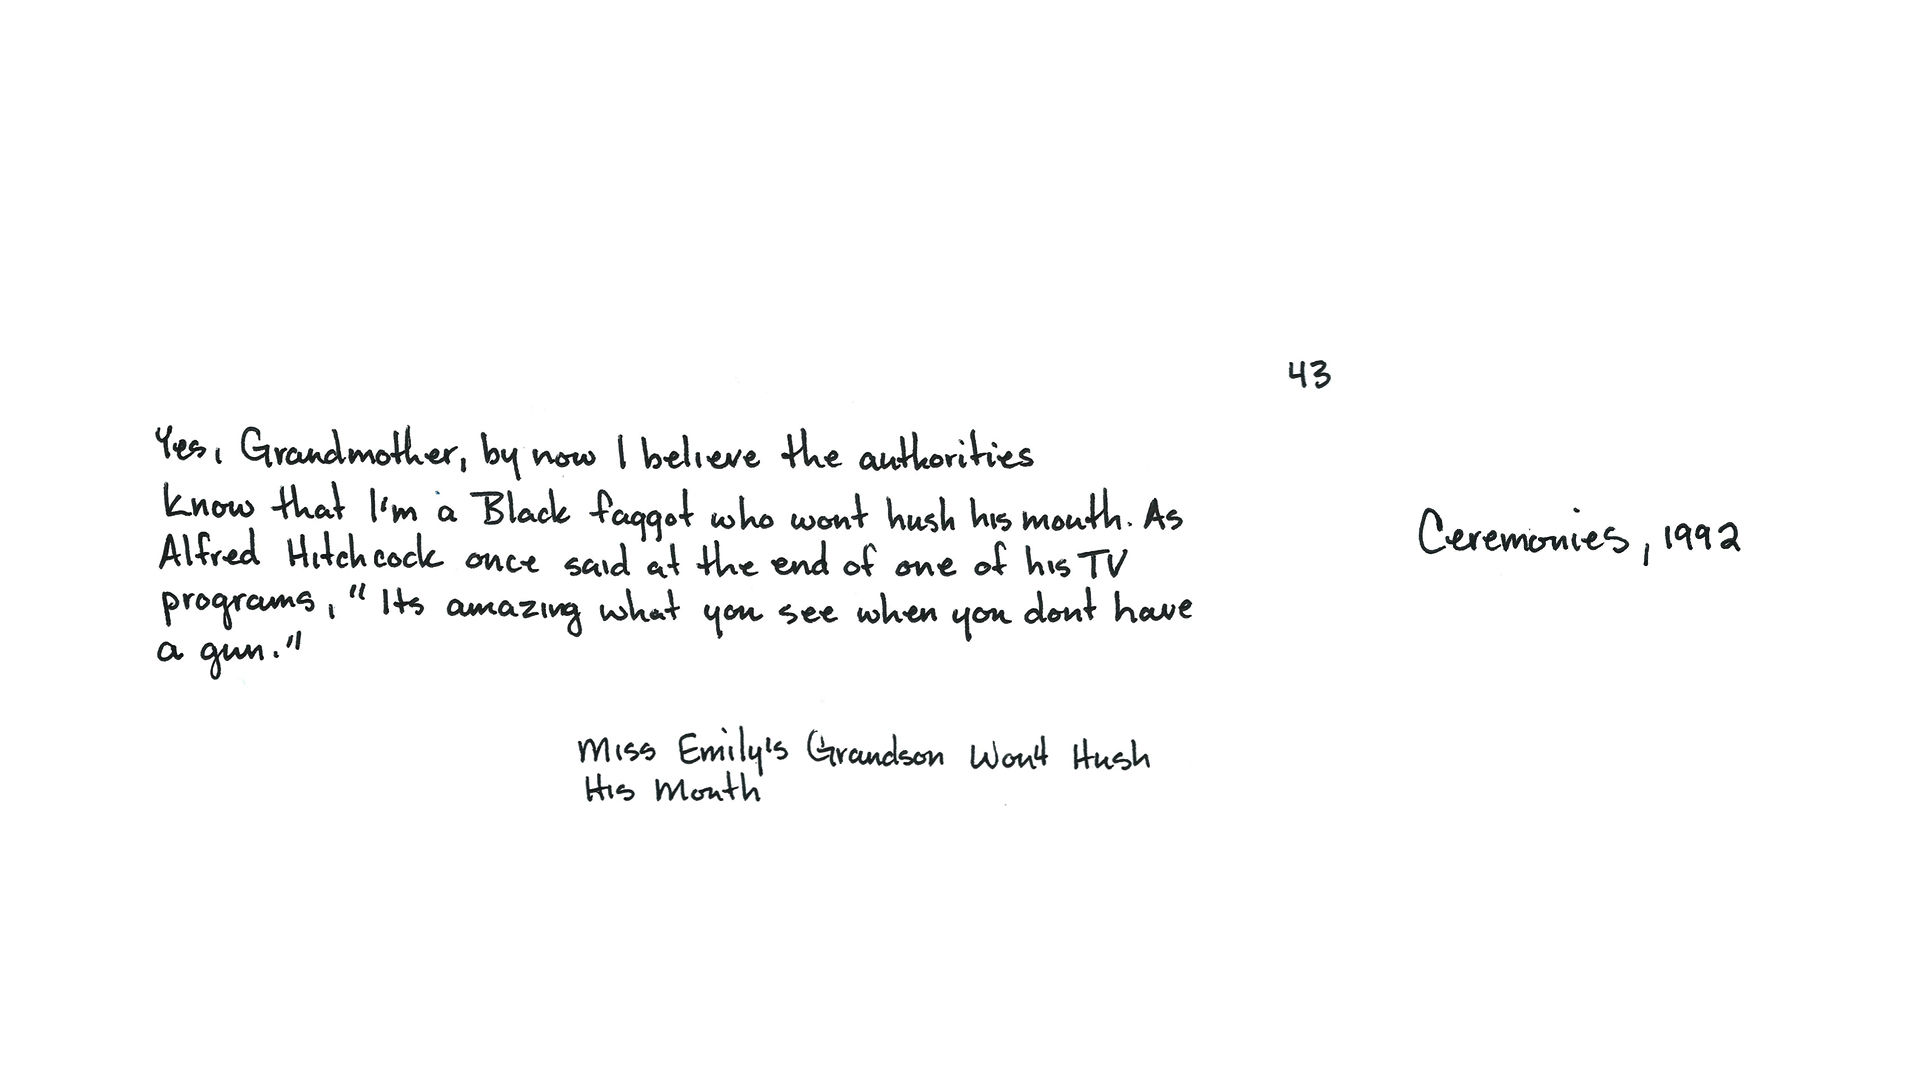 43
Yes, Grandmother, by now I believe the authorities
know that I'm a Black faggot who wont hush his mouth. As
Alfred Hitchcock once said at the end of one of his TV
programs, "Its amazing what you see when you dont have
a gun."
Ceremonies, 1992
Miss Emily's Grandson Won't Hush
His Mouth